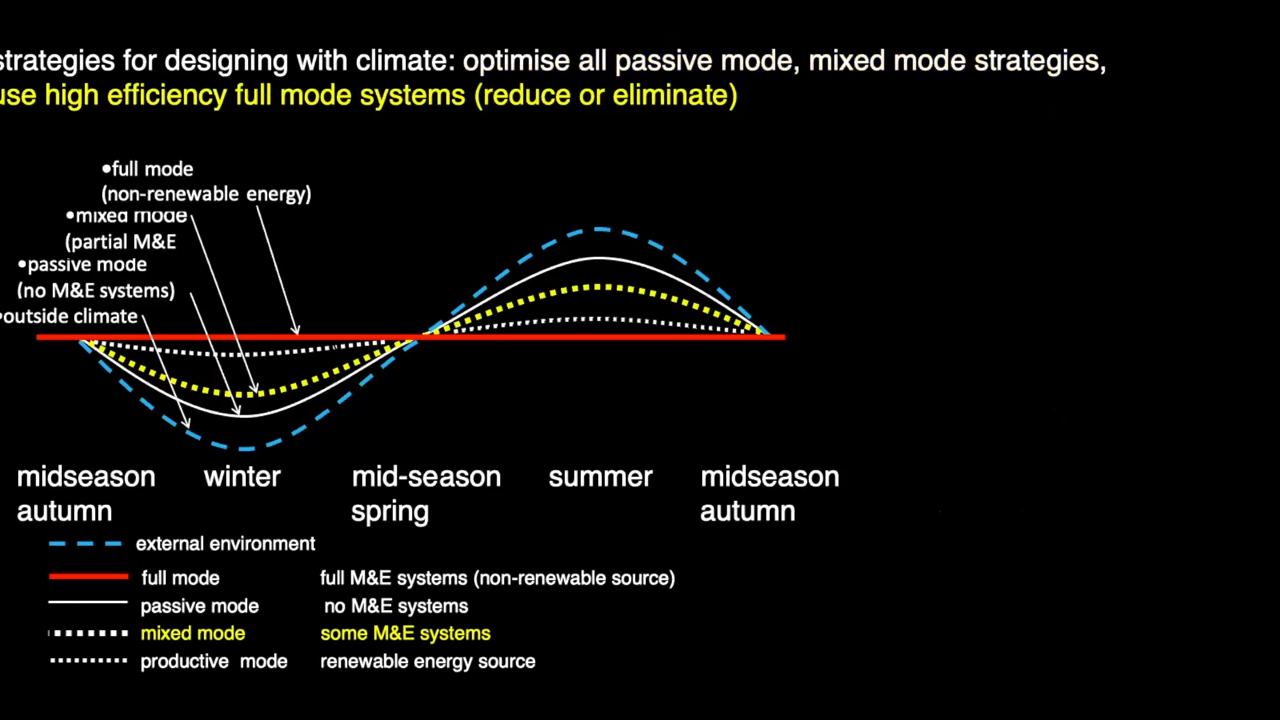 strategies for designing with climate: optimise all passive mode, mixed mode strategies,
use high efficiency full mode systems (reduce or eliminate)
•full mode
(non-renewable energy)
•mixed mode
(partial M&E
•passive mode
(no M&E systems)
•outside climate
midseason autumn
winter
mid-season spring
summer
midseason autumn
external environment
full mode full M&E systems (non-renewable source)
passive mode no M&E systems
mixed mode some M&E systems
productive mode renewable energy source